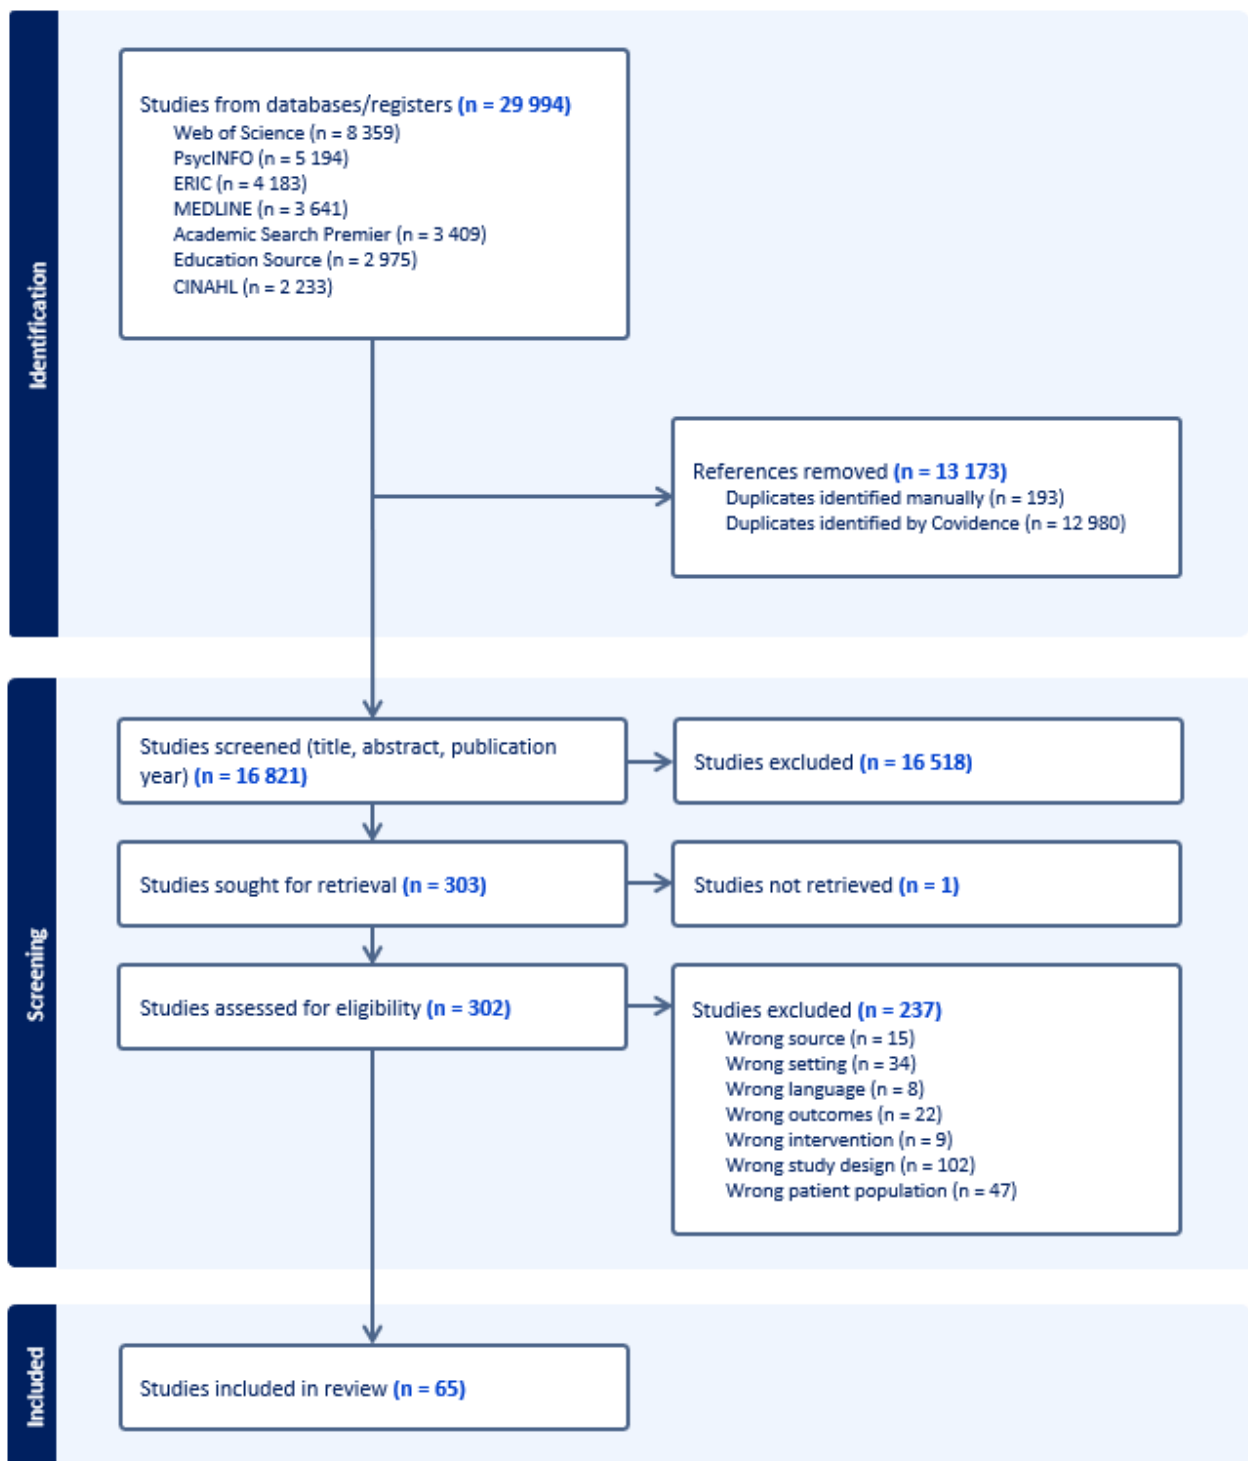 Identification
Studies from databases/registers (n = 29 994)
Web of Science (n = 8 359)
PsycINFO (n = 5 194)
ERIC (n = 4 183)
MEDLINE (n = 3 641)
Academic Search Premier (n = 3 409)
Education Source (n = 2 975)
CINAHL (n = 2 233)
References removed (n = 13 173)
Duplicates identified manually (n = 193)
Duplicates identified by Covidence (n = 12 980)
Screening
Studies screened (title, abstract, publication
year) (n = 16 821)
Studies excluded (n = 16 518)
Studies sought for retrieval (n = 303)
Studies not retrieved (n = 1)
Studies assessed for eligibility (n = 302)
Studies excluded (n = 237)
Wrong source (n = 15)
Wrong setting (n = 34)
Wrong language (n = 8)
Wrong outcomes (n = 22)
Wrong intervention (n = 9)
Wrong study design (n = 102)
Wrong patient population (n = 47)
Included
Studies included in review (n = 65)